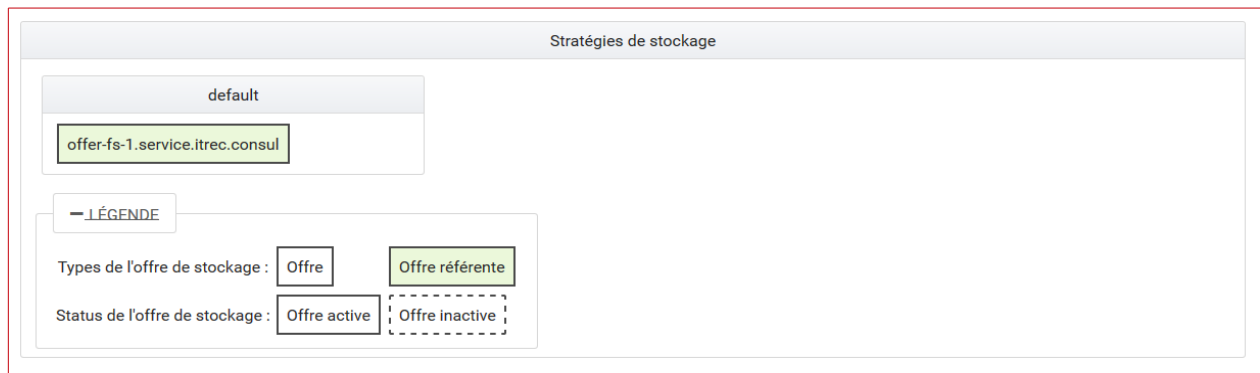 Stratégies de stockage
default
offer-fs-1.service.itrec.consul
LÉGENDE
Types de l'offre de stockage : Offre Offre référente
Status de l'offre de stockage : Offre active Offre inactive